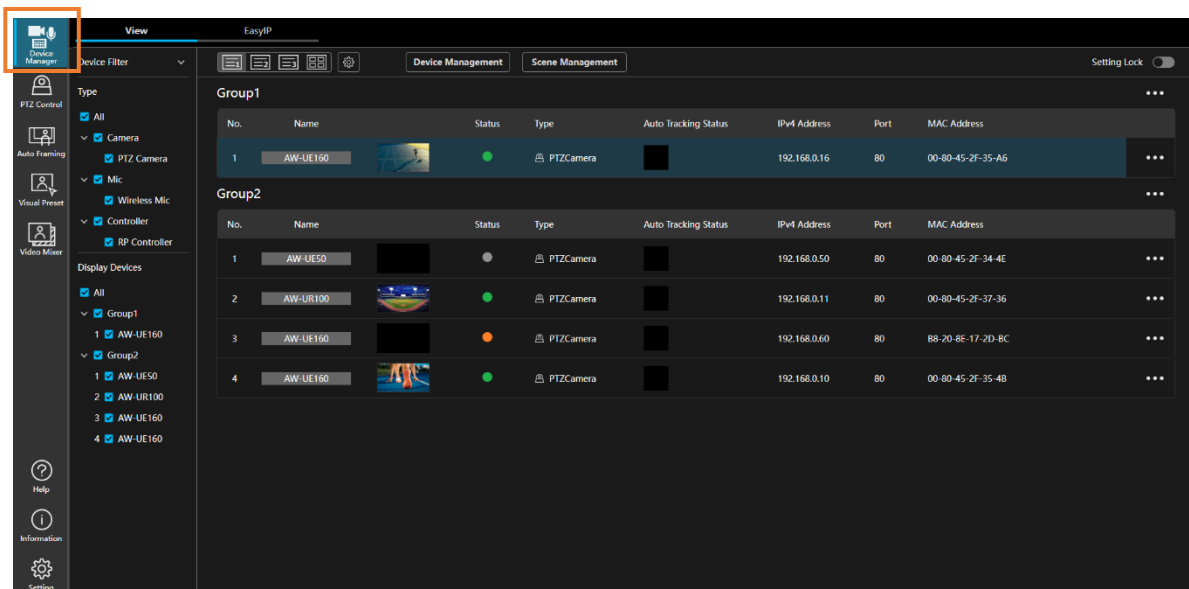 View
EasyIP
Device
Manager
PTZ Control
Auto Framing
Visual Preset
Video Mixer
Help
Information
Setting
Device Filter
Type
All
Camera
PTZ Camera
Mic
Wireless Mic
Controller
RP Controller
Display Devices
All
Group1
1 AW-UE160
Group2
1 AW-UE50
2 AW-UR100
3 AW-UE160
4 AW-UE160
1 2 3
Device Management
Scene Management
Setting Lock
Group1
No. Name Status Type Auto Tracking Status IPv4 Address Port MAC Address
1 AW-UE160 PTZCamera 192.168.0.16 80 00-80-45-2F-35-A6
Group2
No. Name Status Type Auto Tracking Status IPv4 Address Port MAC Address
1 AW-UE50 PTZCamera 192.168.0.50 80 00-80-45-2F-34-4E
2 AW-UR100 PTZCamera 192.168.0.11 80 00-80-45-2F-37-36
3 AW-UE160 PTZCamera 192.168.0.60 80 B8-20-8E-17-2D-BC
4 AW-UE160 PTZCamera 192.168.0.10 80 00-80-45-2F-35-4B